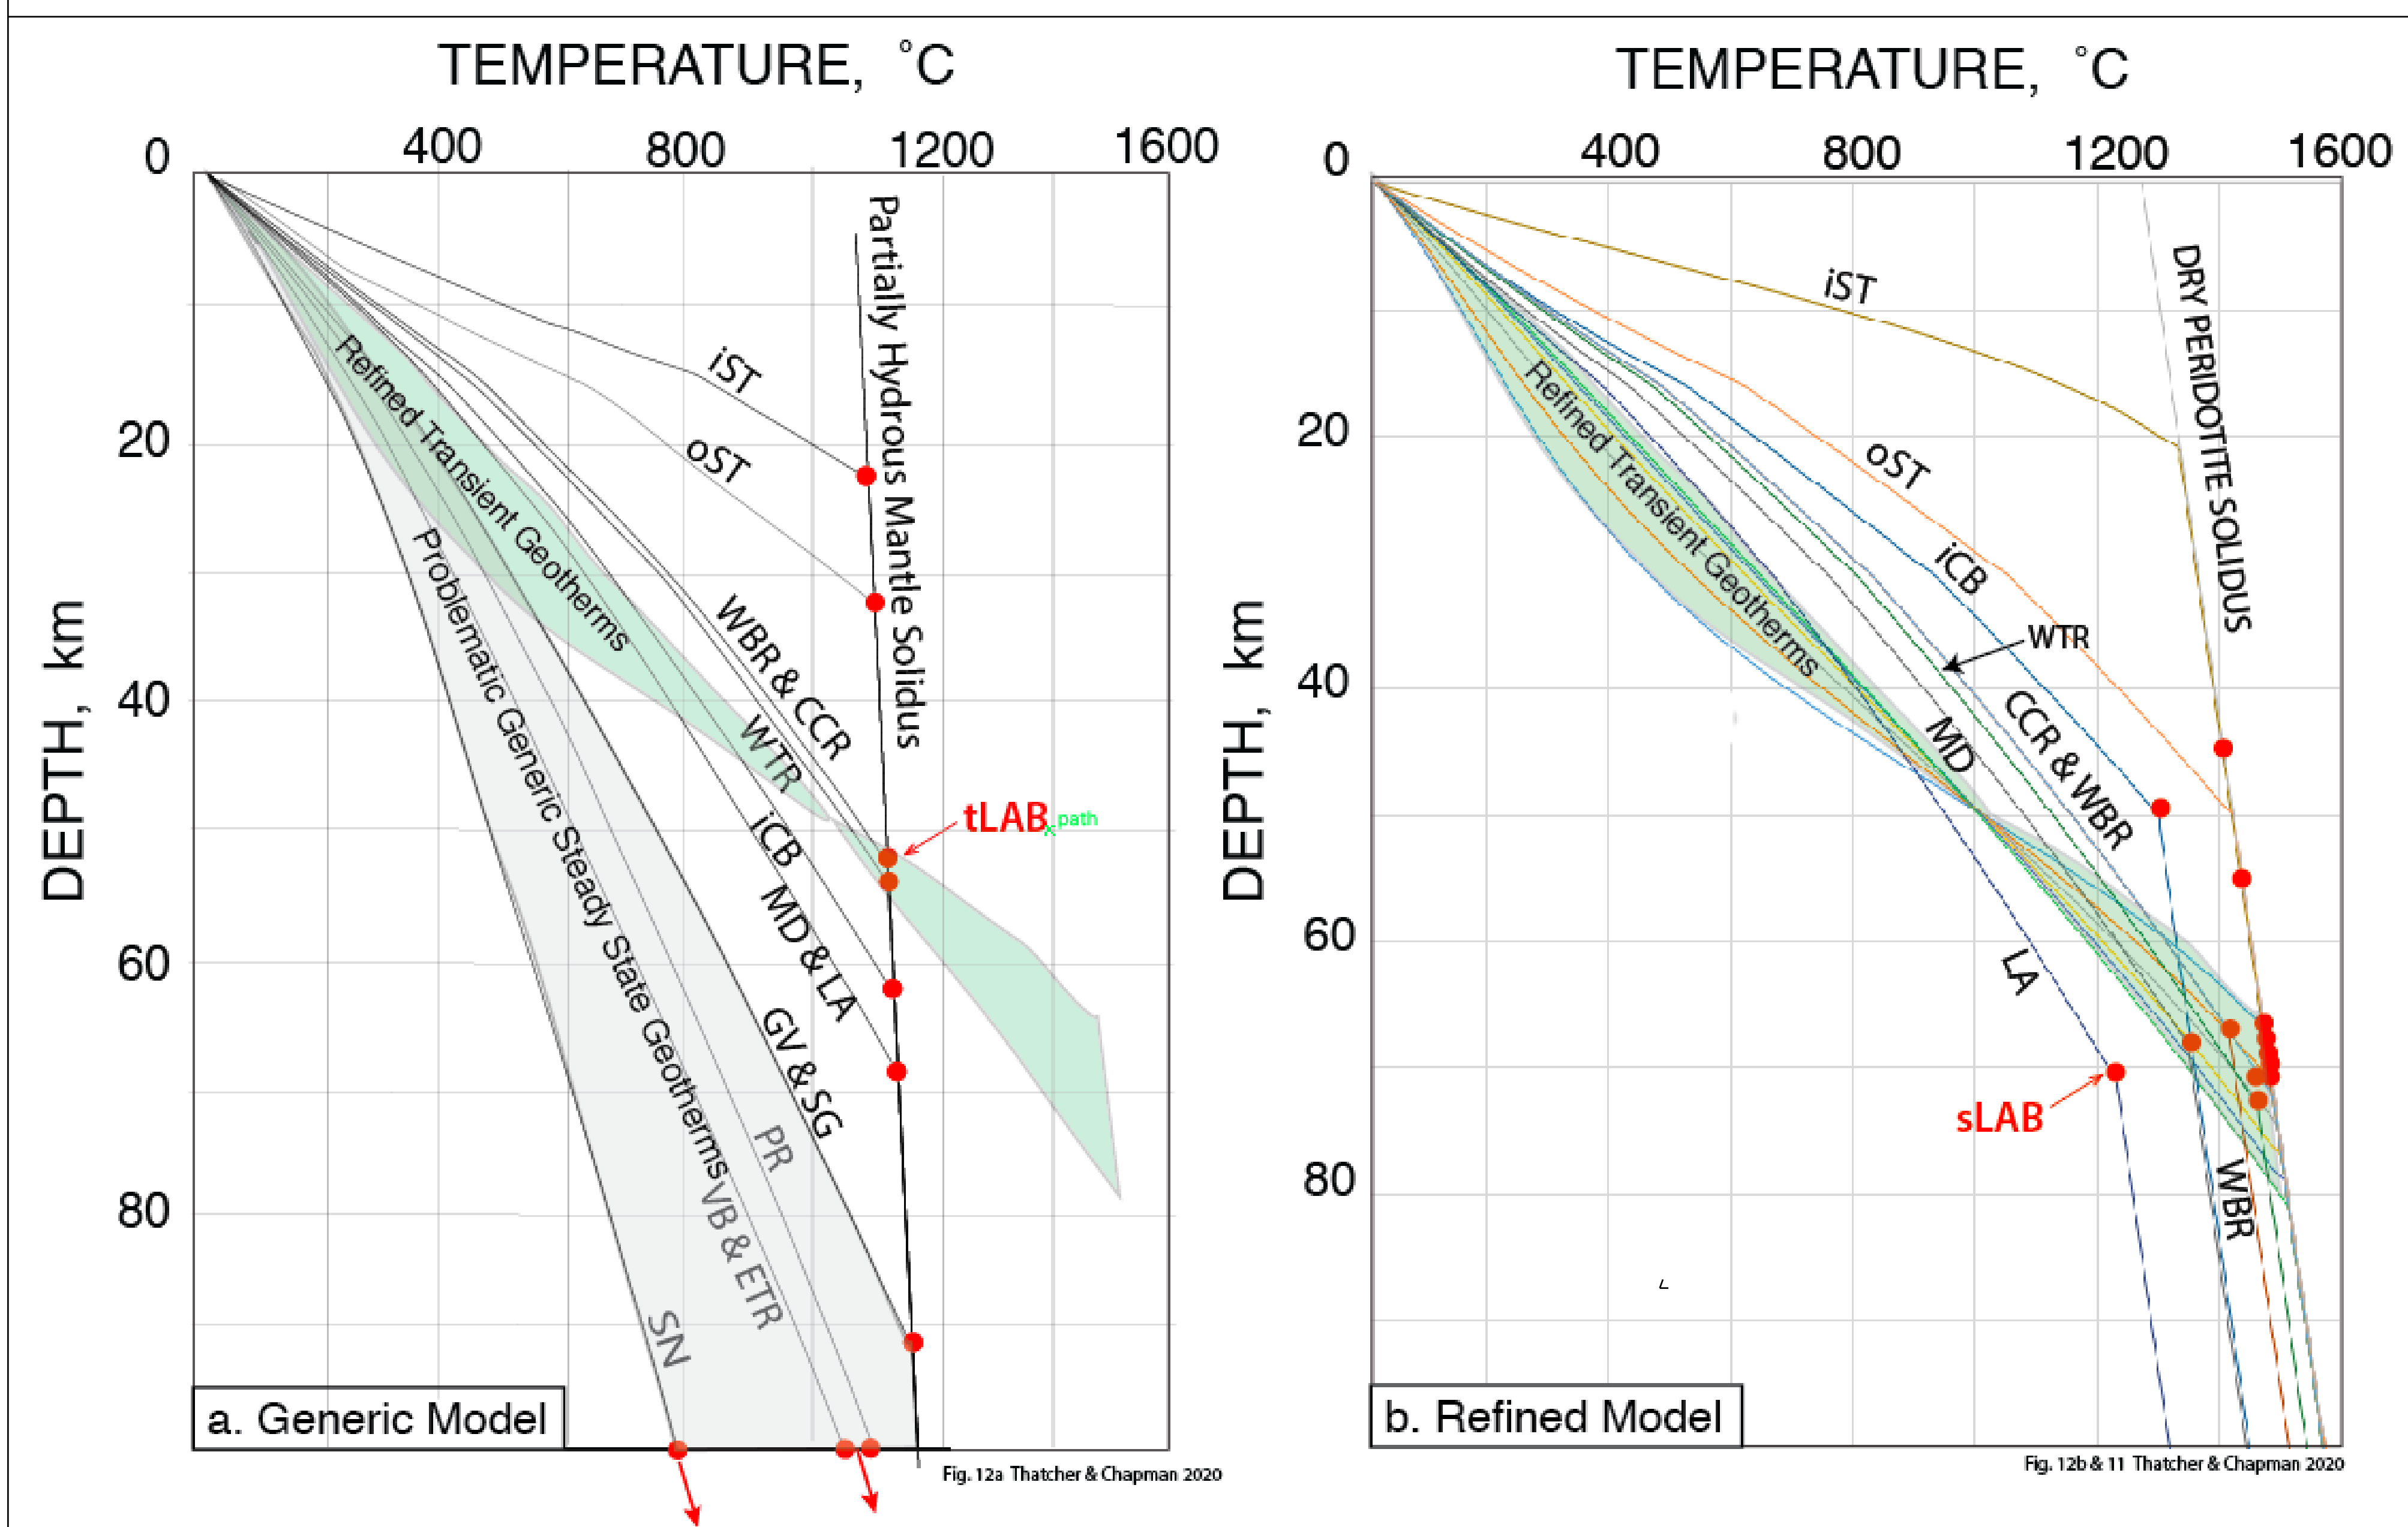 TEMPERATURE, °C
0
400
800
1200
1600
20
40
60
80
DEPTH, km
iST
oST
Partially Hydrous Mantle Solidus
Refined Transient Geotherms
Problematic Generic Steady State Geotherms
WBR & CCR
WTR
tLAB
x path
iCB
MD & LA
GV & SG
PR
VB & ETR
SN
a. Generic Model
Fig. 12a Thatcher & Chapman 2020
TEMPERATURE, °C
0
400
800
1200
1600
20
40
60
80
DEPTH, km
iST
oST
iCB
DRY PERIDOTITE SOLIDUS
Refined Transient Geotherms
WTR
CCR & WBR
MD
LA
sLAB
WBR
b. Refined Model
Fig. 12b & 11 Thatcher & Chapman 2020